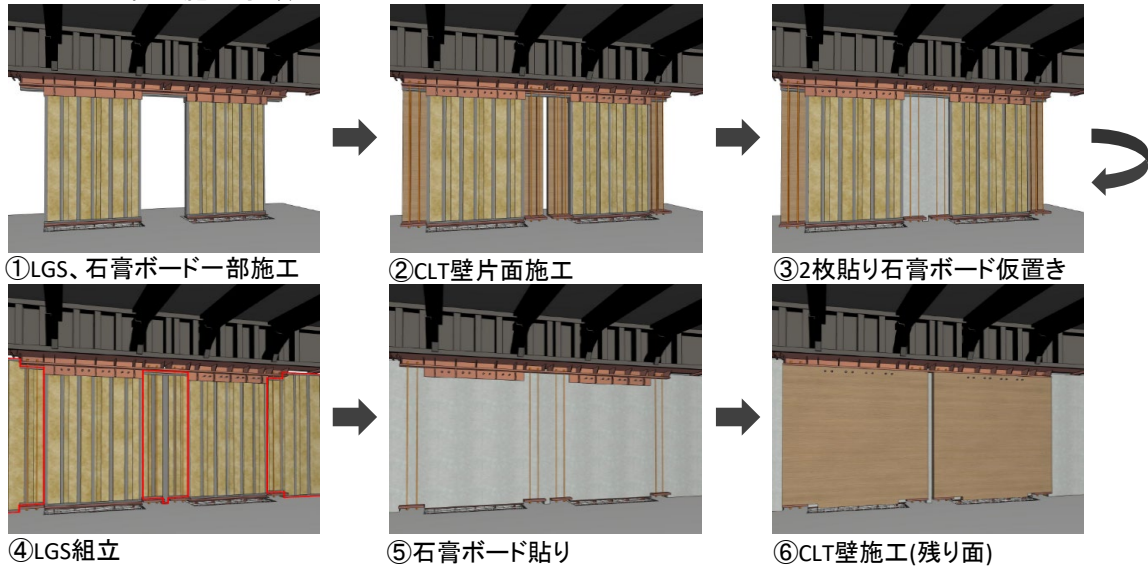 ①LGS、石膏ボード一部施工
②CLT壁片面施工
③2枚貼り石膏ボード仮置き
④LGS組立
⑤石膏ボード貼り
⑥CLT壁施工(残り面)